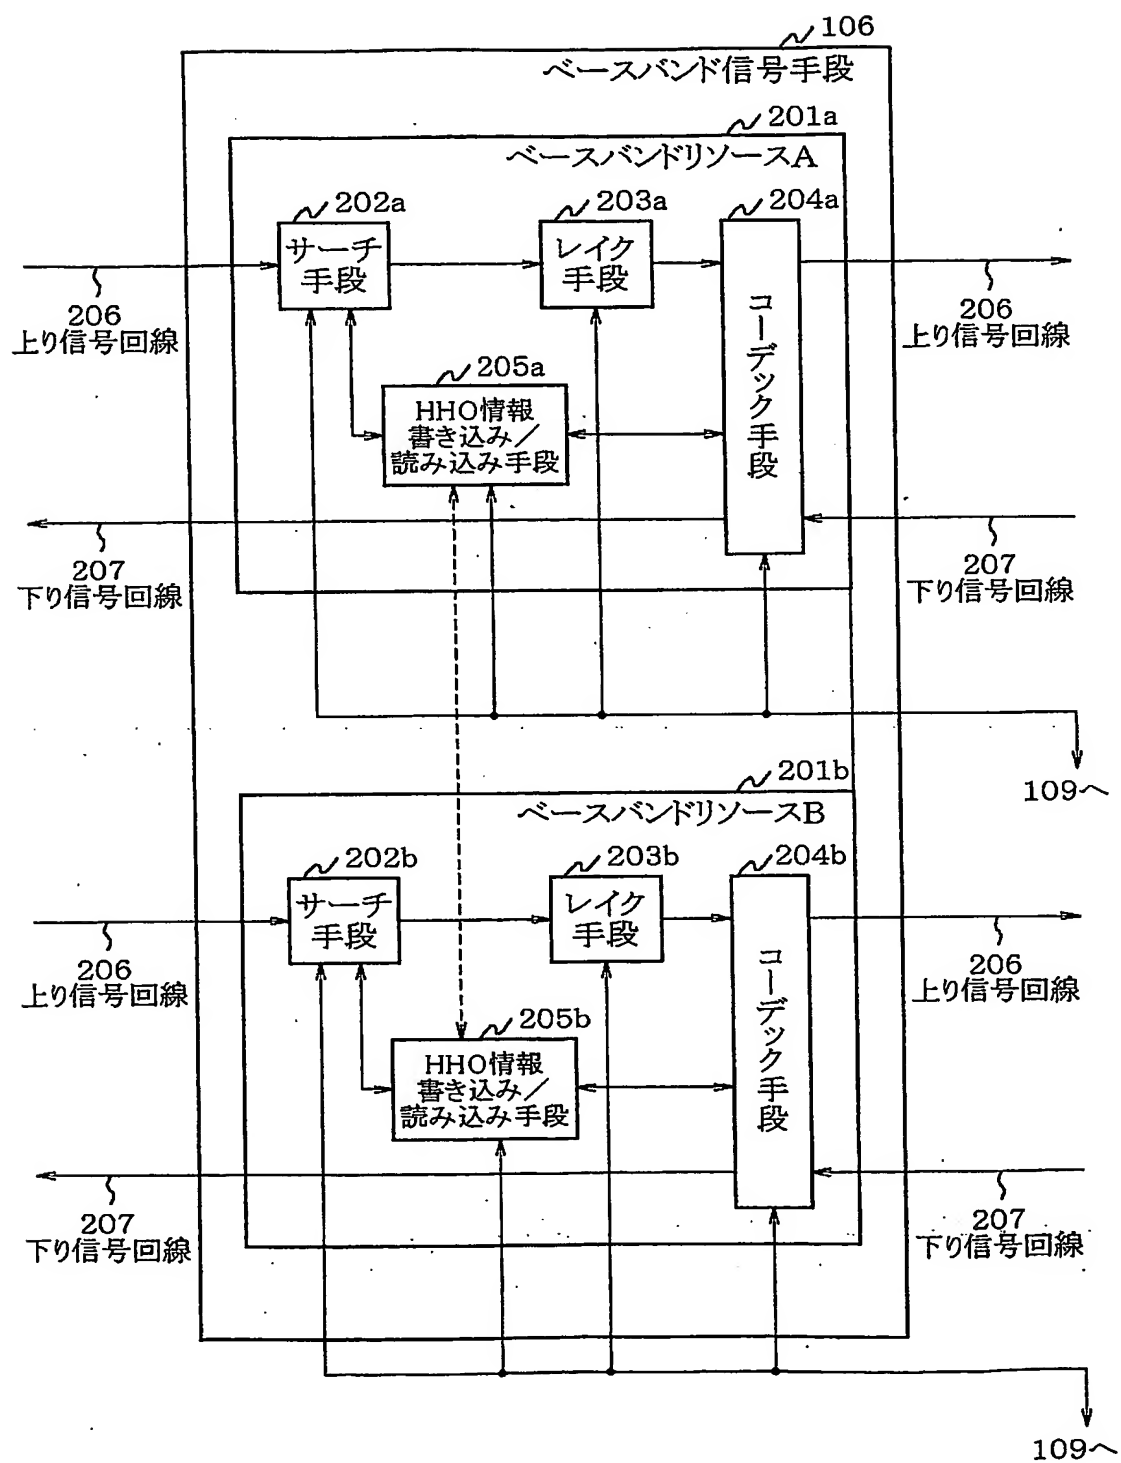 106
ベースバンド信号手段
201a
ベースバンドリソースA
202a
203a
204a
サーチ
手段
レイク
手段
コーデック手段
206
上り信号回線
206
上り信号回線
205a
HHO情報
書き込み/
読み込み手段
207
下り信号回線
207
下り信号回線
109へ
201b
ベースバンドリソースB
202b
203b
204b
サーチ
手段
レイク
手段
コーデック手段
206
上り信号回線
206
上り信号回線
205b
HHO情報
書き込み/
読み込み手段
207
下り信号回線
207
下り信号回線
109へ